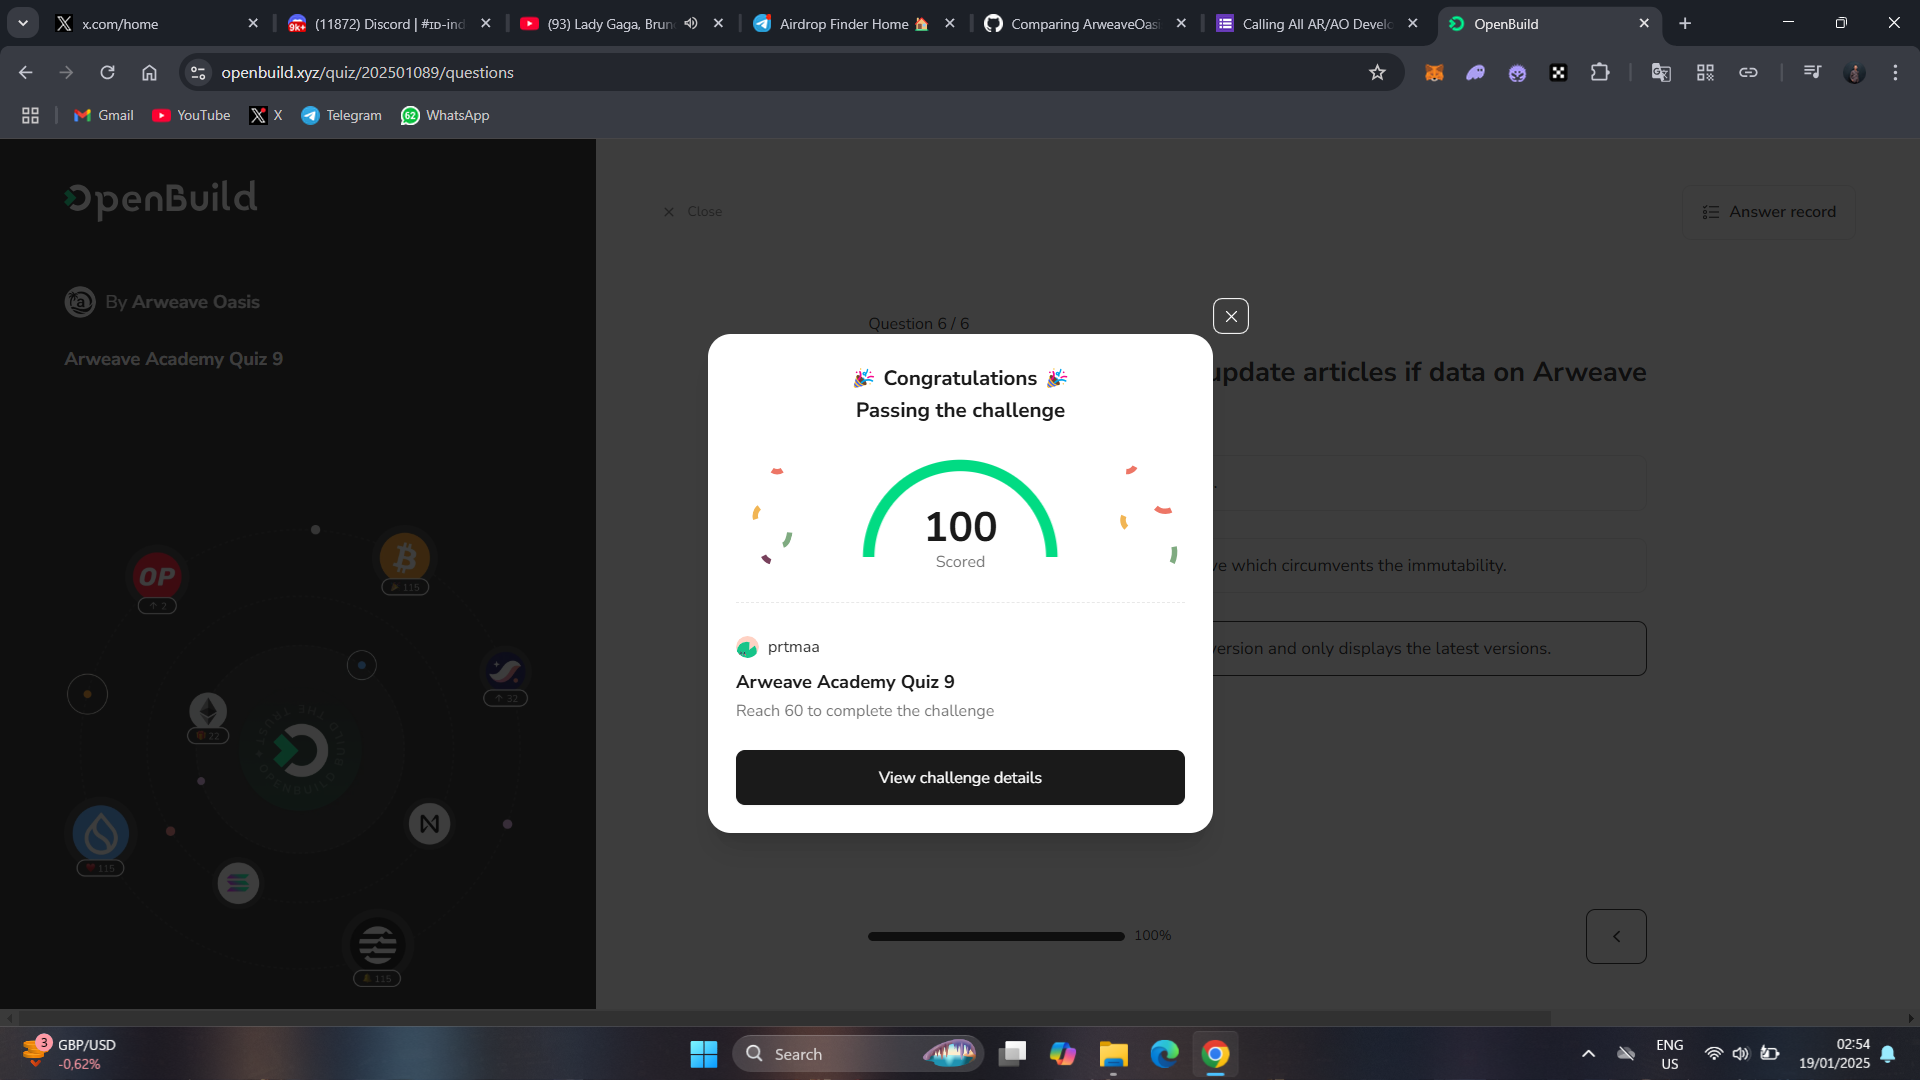 x.com/home
(11872) Discord | #ɪᴅ-ind
(93) Lady Gaga, Brun
Airdrop Finder Home
Comparing ArweaveOasi
Calling All AR/AO Develo
OpenBuild
openbuild.xyz/quiz/202501089/questions
Gmail
YouTube
X
Telegram
62
WhatsApp
OpenBuild
Close
Answer record
By Arweave Oasis
Arweave Academy Quiz 9
Question 6 / 6
update articles if data on Arweave
ve which circumvents the immutability.
version and only displays the latest versions.
Congratulations
Passing the challenge
100
Scored
prtmaa
Arweave Academy Quiz 9
Reach 60 to complete the challenge
View challenge details
OP
2
115
32
22
115
115
100%
3
GBP/USD
-0,62%
Search
ENG
US
02:54
19/01/2025